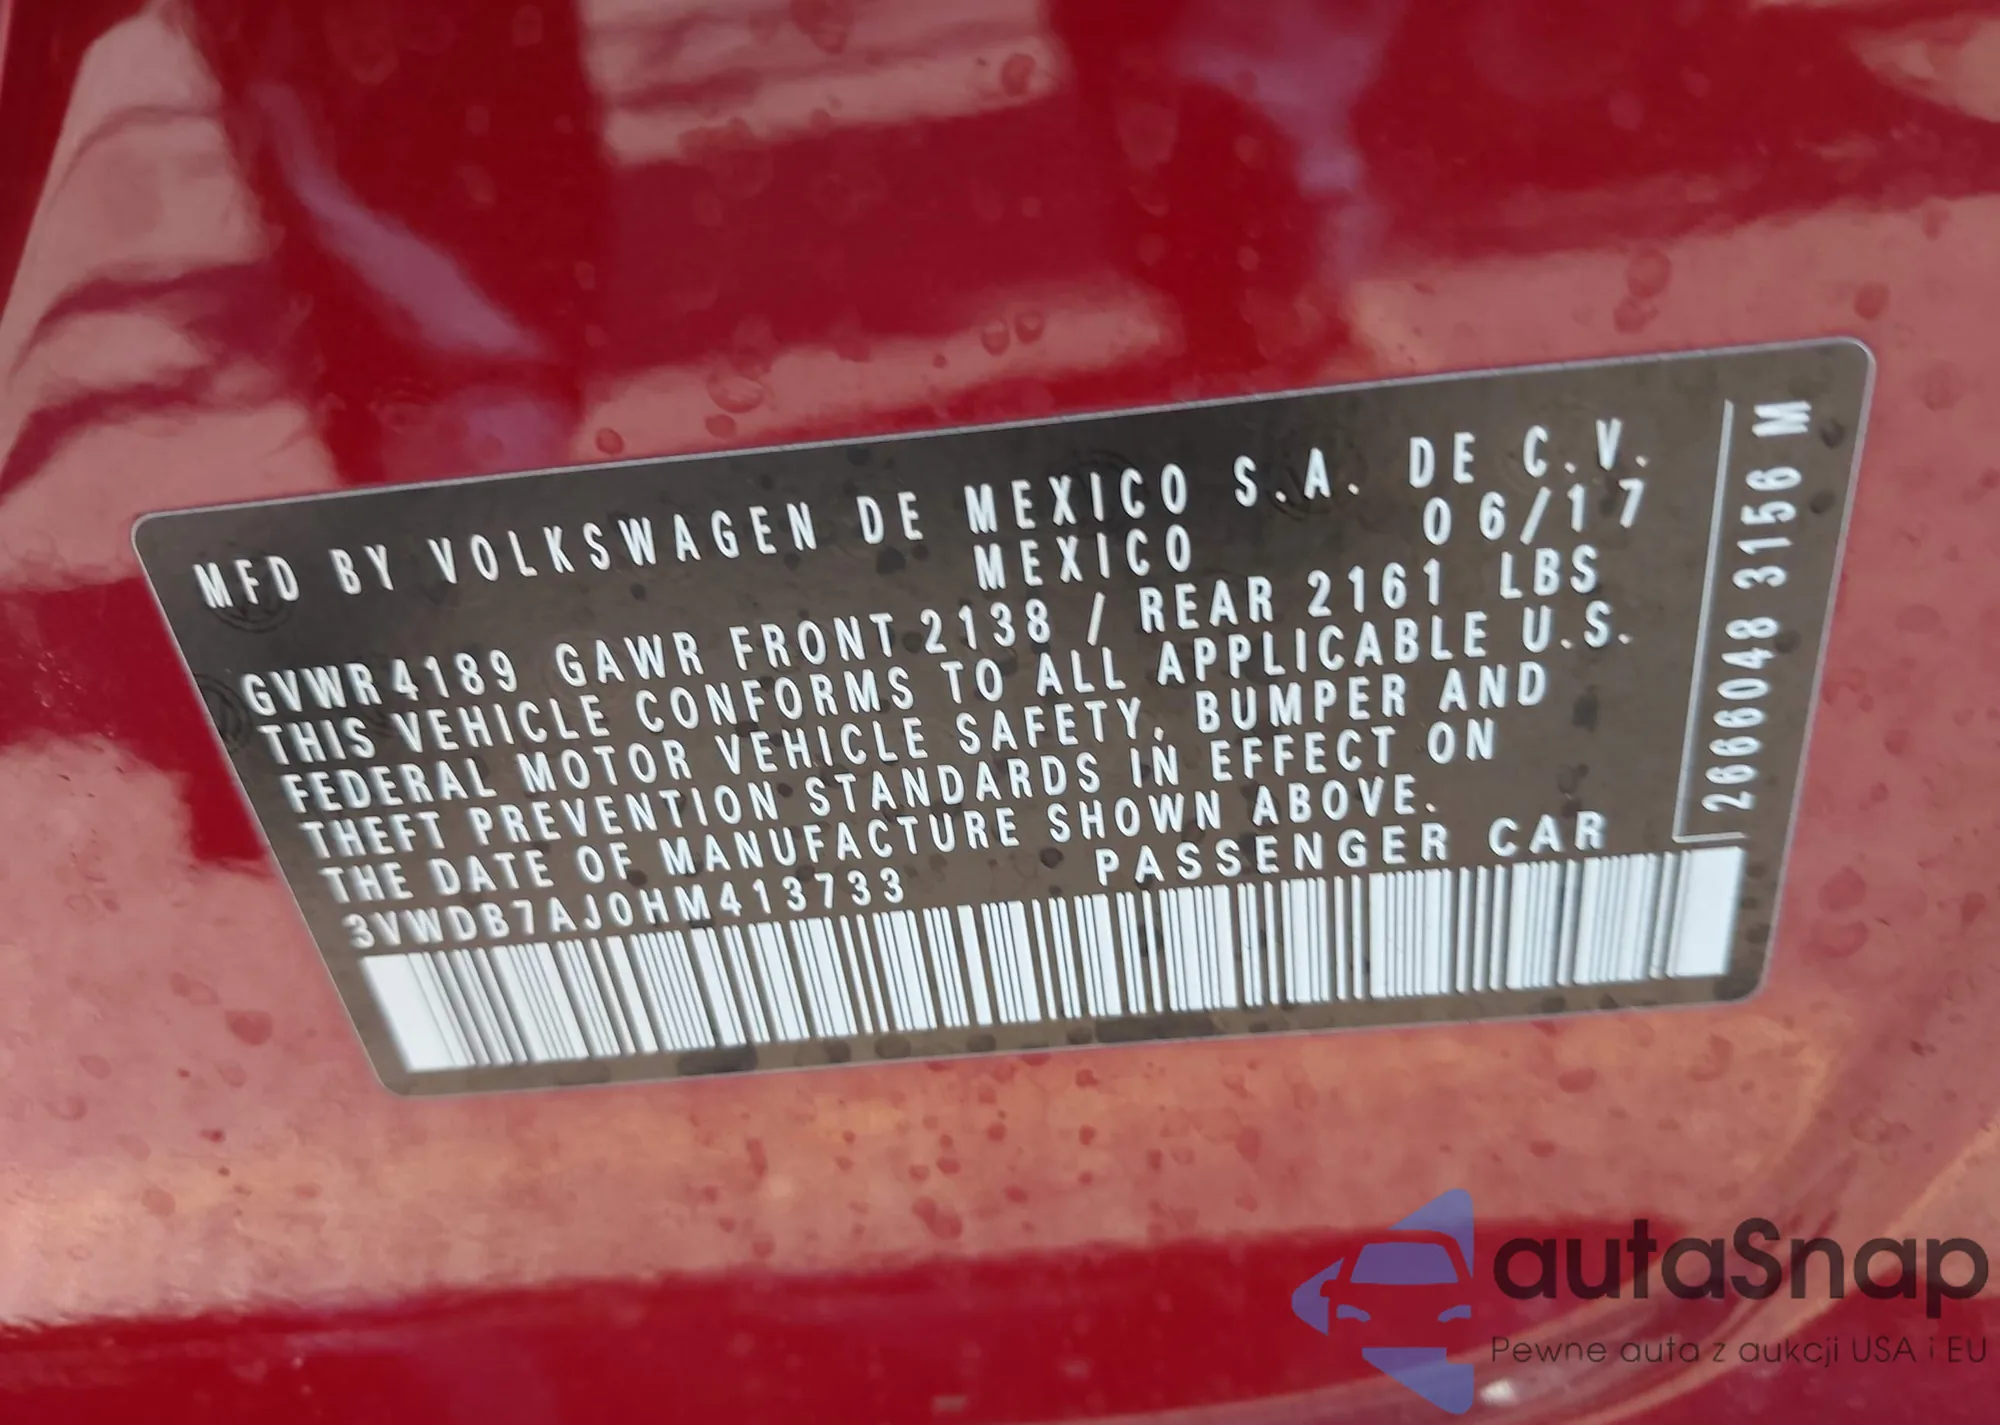 MFD BY VOLKSWAGEN DE MEXICO S.A. DE C.V.
MEXICO 06/17
GVWR 4189 GAWR FRONT 2138 / REAR 2161 LBS
THIS VEHICLE CONFORMS TO ALL APPLICABLE U.S.
FEDERAL MOTOR VEHICLE SAFETY, BUMPER AND
THEFT PREVENTION STANDARDS IN EFFECT ON
THE DATE OF MANUFACTURE SHOWN ABOVE.
3VWDB7AJ0HM413733 PASSENGER CAR
2666048 3156 M
autaSnap
Pewne auta z aukcji USA i EU